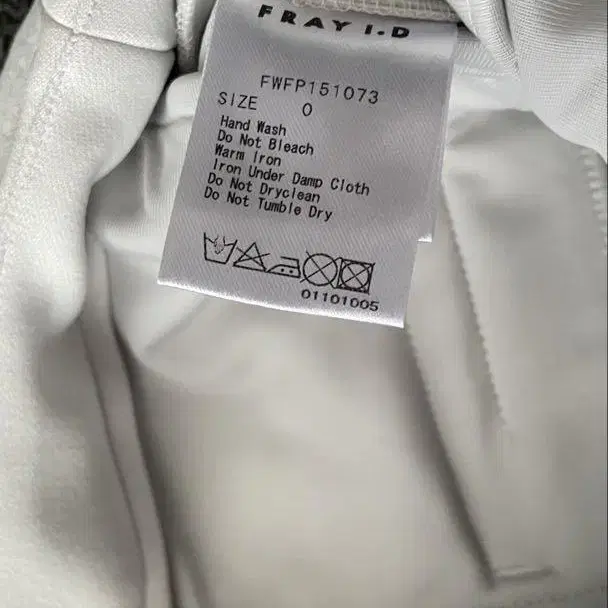 FRAY I.D
FWFP151073
SIZE 0
Hand Wash
Do Not Bleach
Warm Iron
Iron Under Damp Cloth
Do Not Dryclean
Do Not Tumble Dry
01101005